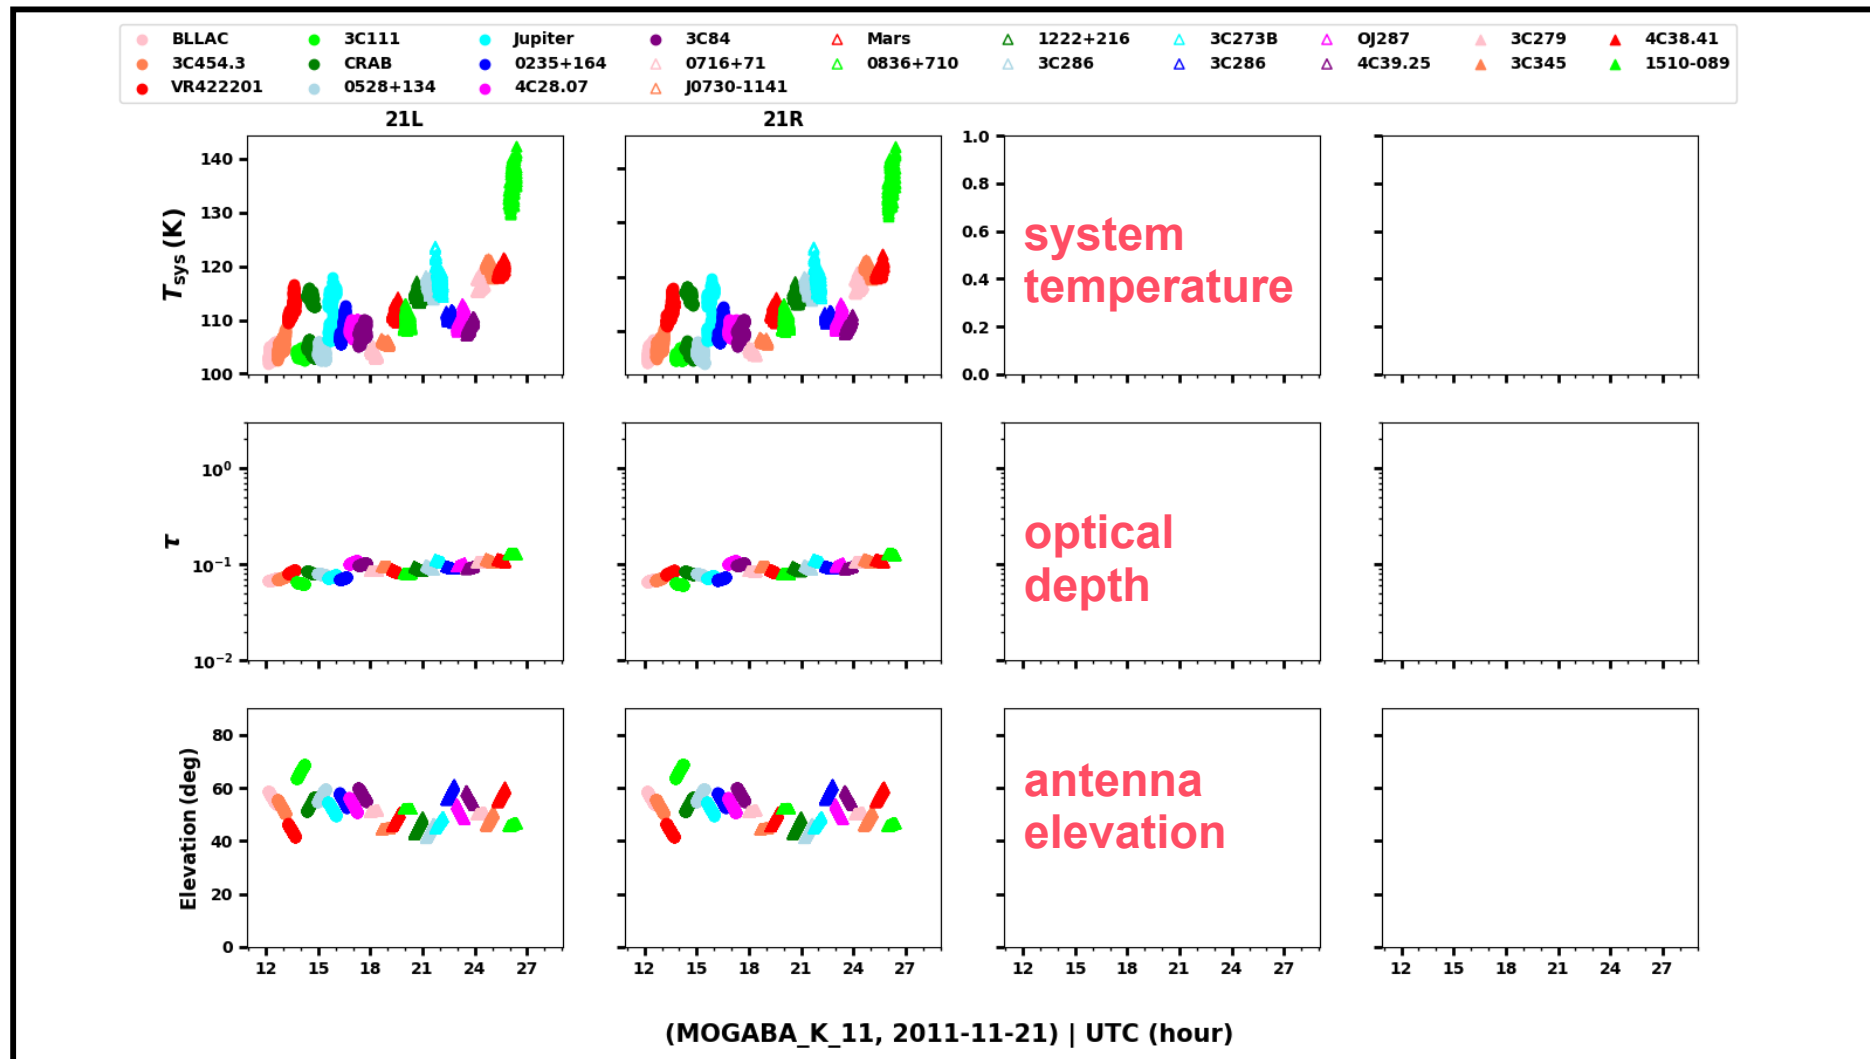 BLLAC 3C111 Jupiter 3C84 Mars 1222+216 3C273B OJ287 3C279 4C38.41
3C454.3 CRAB 0235+164 0716+71 0836+710 3C286 3C286 4C39.25 3C345 1510-089
VR422201 0528+134 4C28.07 J0730-1141
21L 21R
140
130
120
110
100
T_sys (K)
1.0
0.8
0.6
0.4
0.2
0.0
system
temperature
10⁰
10⁻¹
10⁻²
τ
optical
depth
80
60
40
20
0
Elevation (deg)
antenna
elevation
12 15 18 21 24 27 12 15 18 21 24 27 12 15 18 21 24 27 12 15 18 21 24 27
(MOGABA_K_11, 2011-11-21) | UTC (hour)